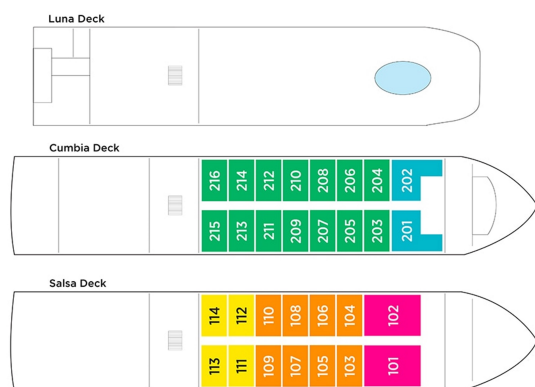 Luna Deck
Cumbia Deck
216 214 212 210 208 206 204 202
215 213 211 209 207 205 203 201
Salsa Deck
114 112 110 108 106 104 102
113 111 109 107 105 103 101